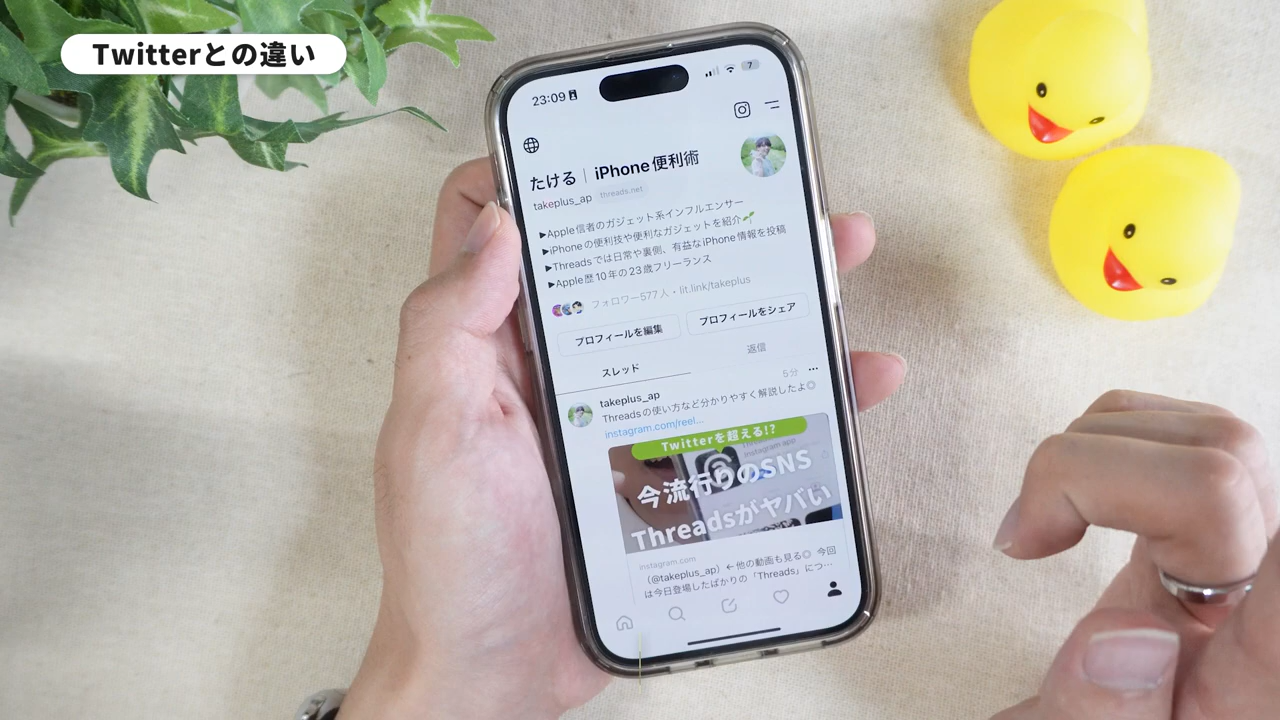 Twitterとの違い
23:09
7
たける｜iPhone便利術
takeplus_ap threads.net
▶Apple信者のガジェット系インフルエンサー
▶iPhoneの便利技や便利なガジェットを紹介🌱
▶Threadsでは日常や裏側、有益なiPhone情報を投稿
▶Apple歴10年の23歳フリーランス
フォロワー577人・lit.link/takeplus
プロフィールを編集 プロフィールをシェア
スレッド 返信
takeplus_ap 5分 •••
Threadsの使い方など分かりやすく解説したよ◎
instagram.com/reel...
Twitterを超える!?
Instagram app
今流行りのSNS
Threadsがヤバい
instagram.com
（@takeplus_ap）←他の動画も見る◎ 今回
は今日登場したばかりの「Threads」につ…